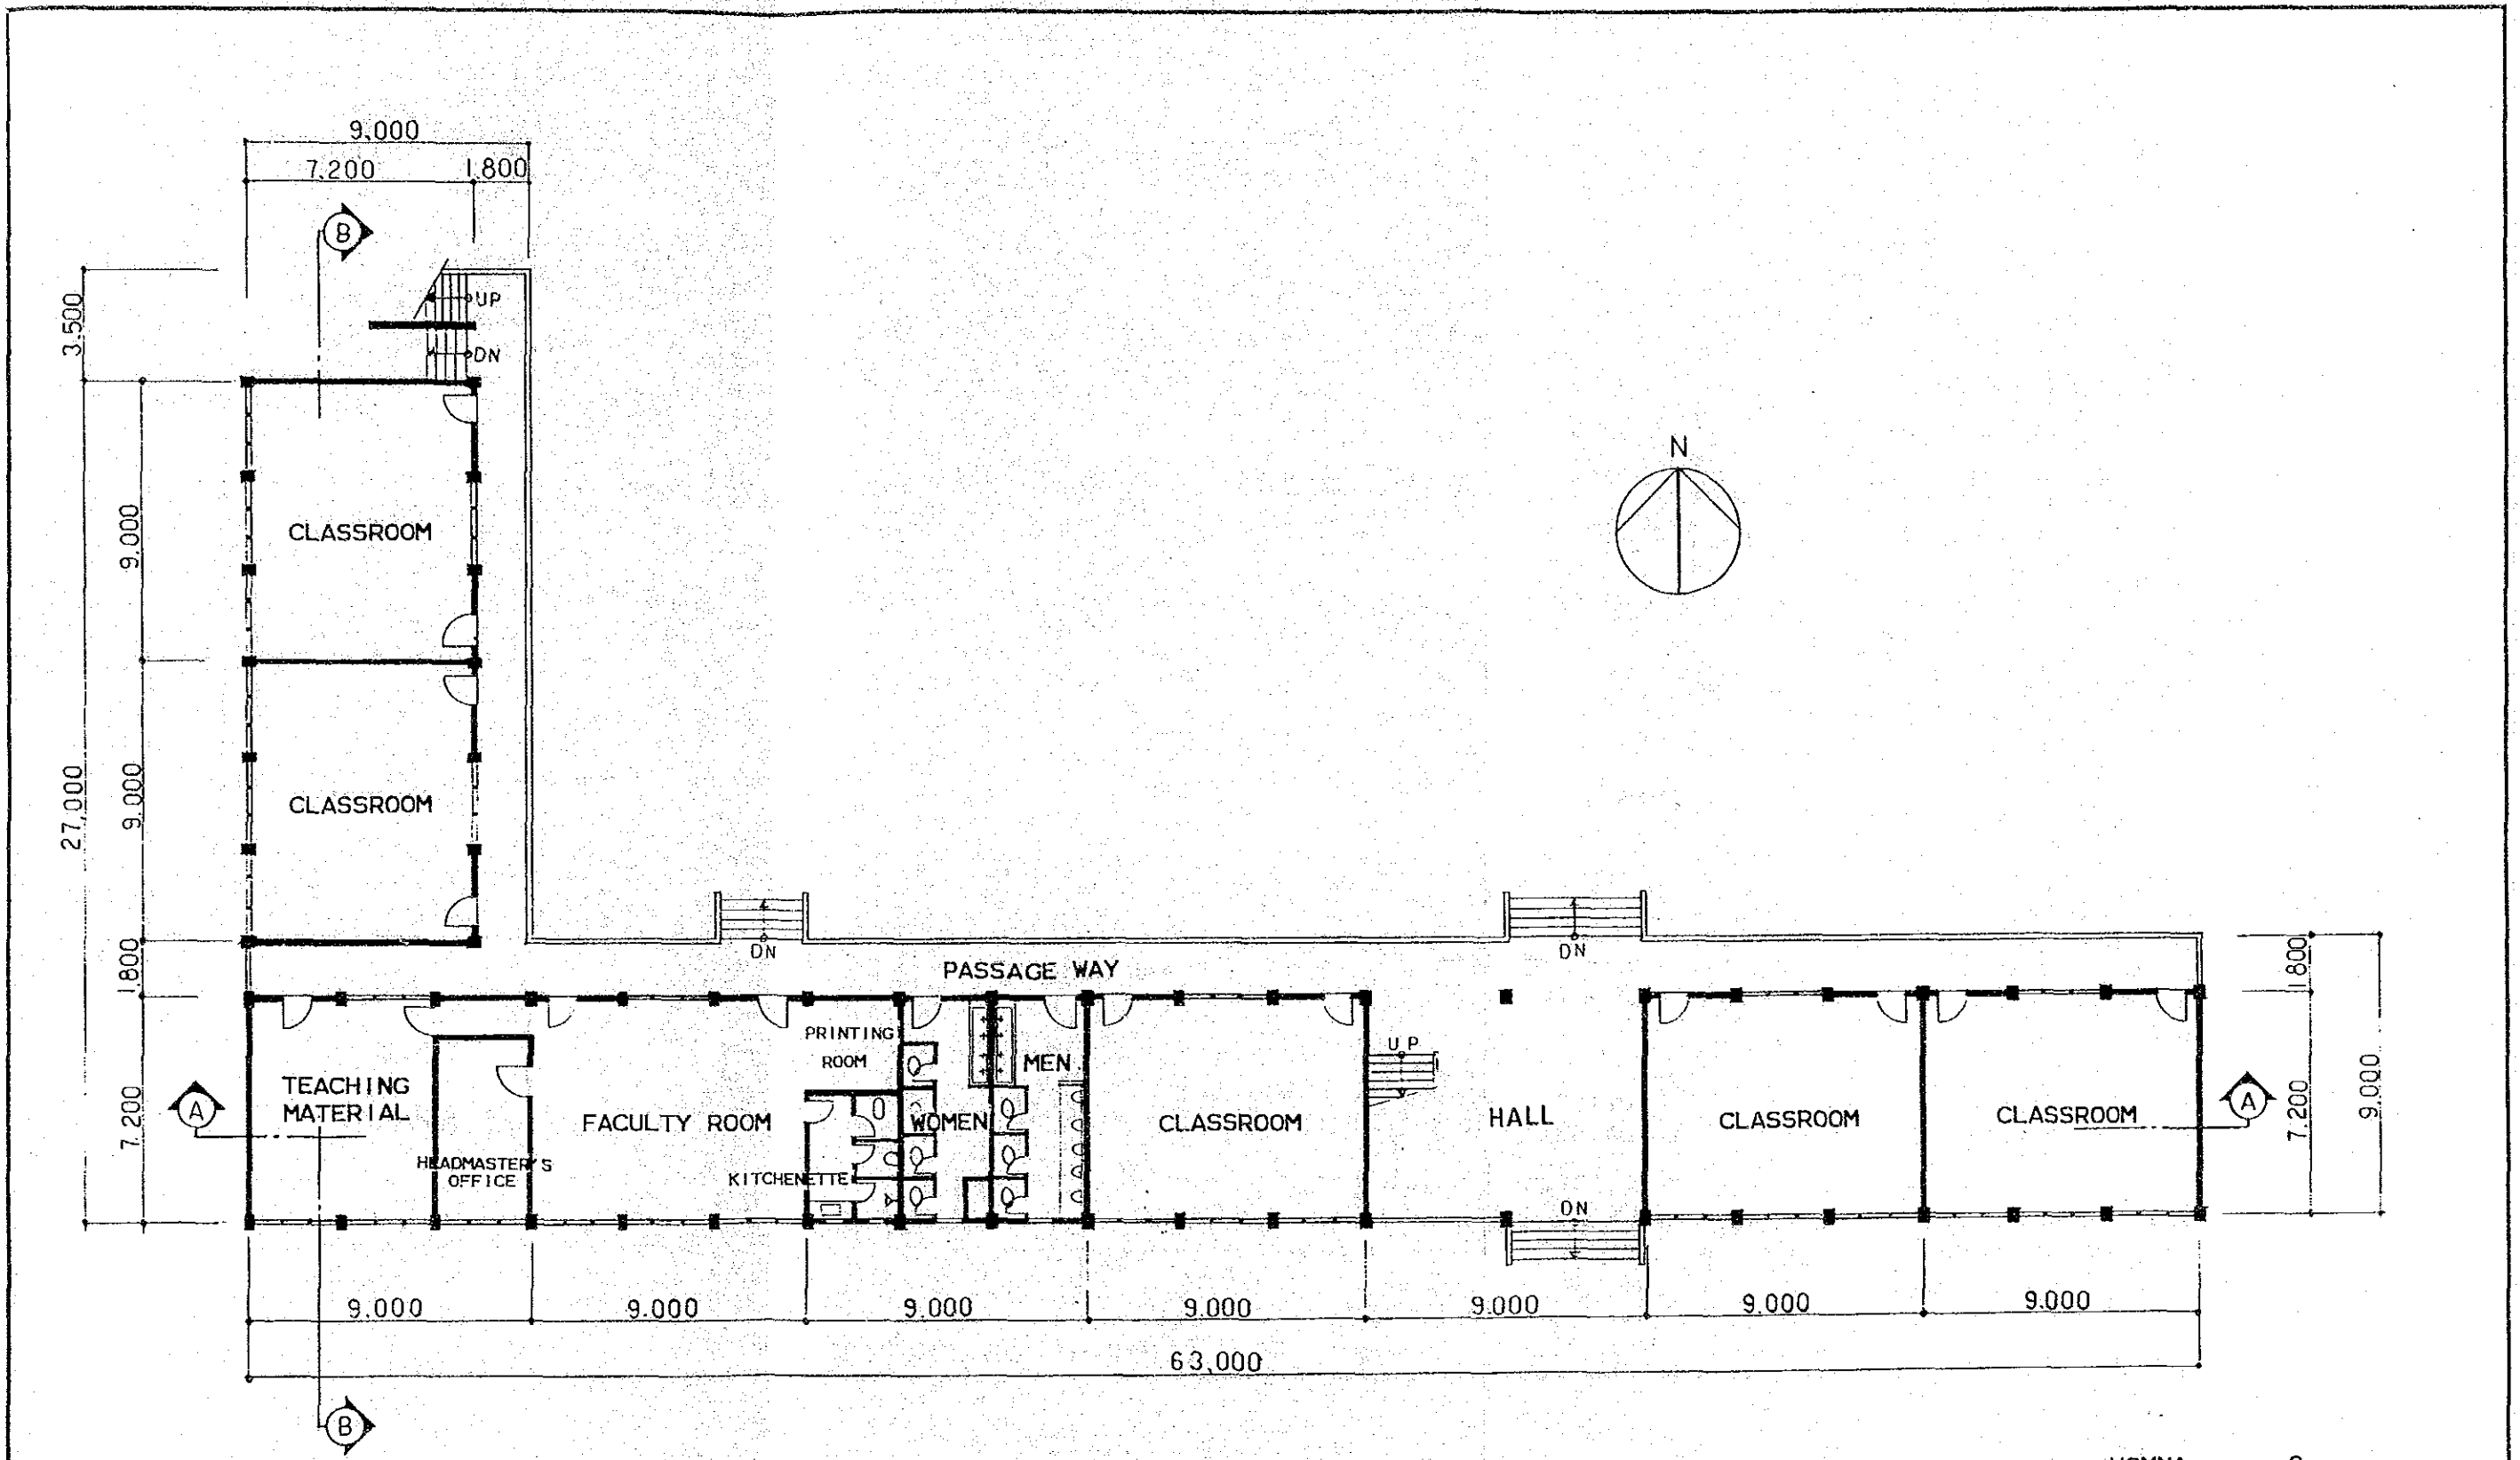 9,000
7,200
1,800
B
3,500
UP
DN
N
9,000
CLASSROOM
27,000
9,000
CLASSROOM
1,800
DN
DN
PASSAGE WAY
1,800
7,200
PRINTING
ROOM
UP
MEN
A
TEACHING
MATERIAL
FACULTY ROOM
WOMEN
CLASSROOM
HALL
CLASSROOM
CLASSROOM
A
7,200
9,000
HEADMASTER'S
OFFICE
KITCHENETTE
DN
9,000
9,000
9,000
9,000
9,000
9,000
9,000
63,000
B